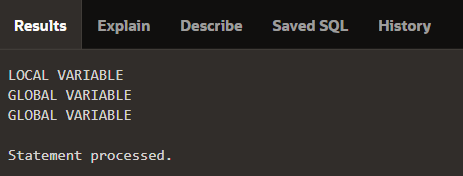 Results Explain Describe Saved SQL History
LOCAL VARIABLE
GLOBAL VARIABLE
GLOBAL VARIABLE
Statement processed.